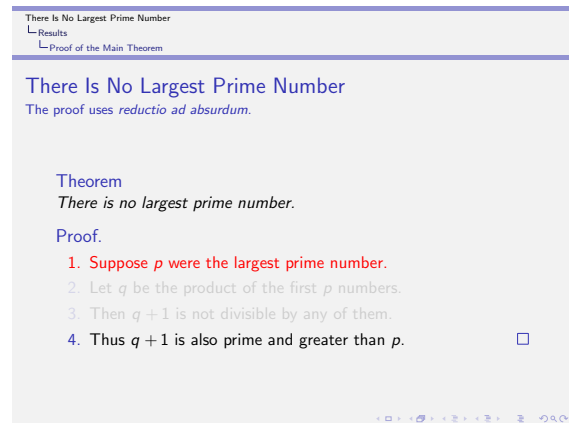 There Is No Largest Prime Number
Results
Proof of the Main Theorem
There Is No Largest Prime Number
The proof uses reductio ad absurdum.
Theorem
There is no largest prime number.
Proof.
1. Suppose p were the largest prime number.
2. Let q be the product of the first p numbers.
3. Then q + 1 is not divisible by any of them.
4. Thus q + 1 is also prime and greater than p.